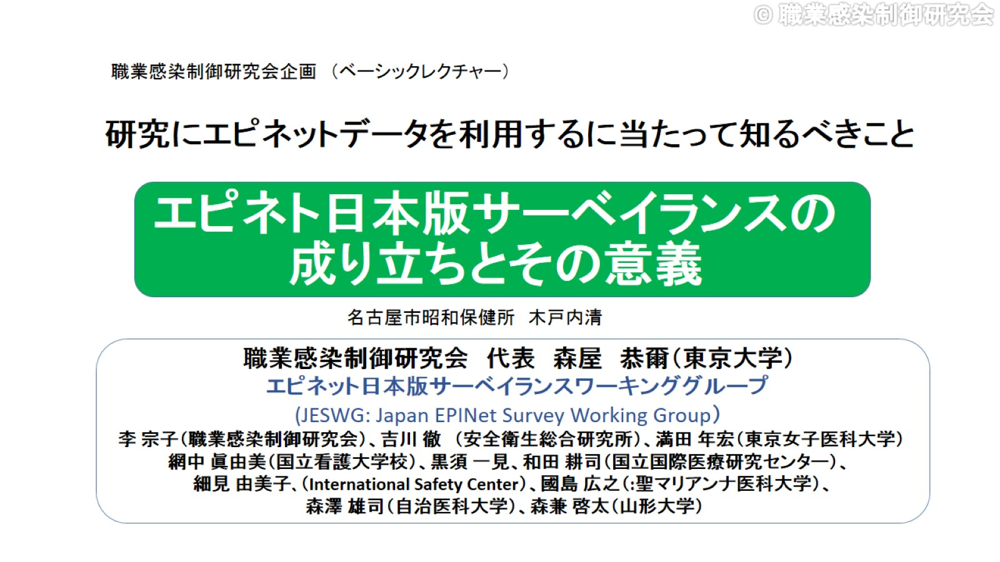 © 職業感染制御研究会
職業感染制御研究会企画　（ベーシックレクチャー）
研究にエピネットデータを利用するに当たって知るべきこと
エピネト日本版サーベイランスの
成り立ちとその意義
名古屋市昭和保健所　木戸内清
職業感染制御研究会　代表　森屋　恭爾（東京大学）
エピネット日本版サーベイランスワーキンググループ
(JESWG: Japan EPINet Survey Working Group）
李 宗子（職業感染制御研究会）、吉川 徹　（安全衛生総合研究所）、満田 年宏（東京女子医科大学）
網中 眞由美（国立看護大学校）、黒須 一見、和田 耕司（国立国際医療研究センター）、
細見 由美子、（International Safety Center）、國島 広之（:聖マリアンナ医科大学）、
森澤 雄司（自治医科大学）、森兼 啓太（山形大学）